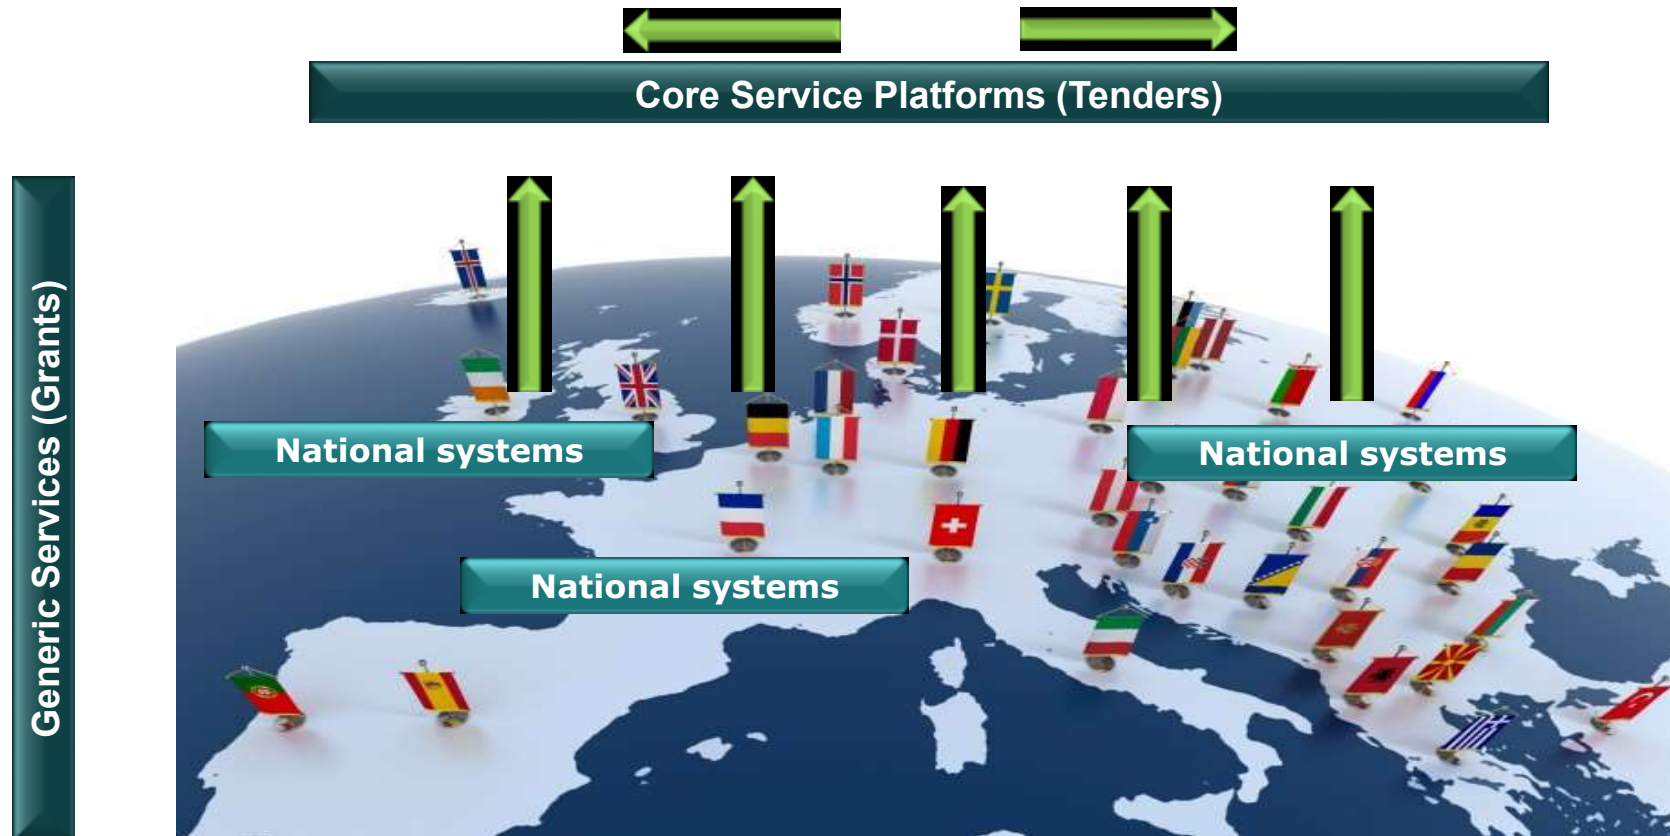 Core Service Platforms (Tenders)
Generic Services (Grants)
National systems
National systems
National systems